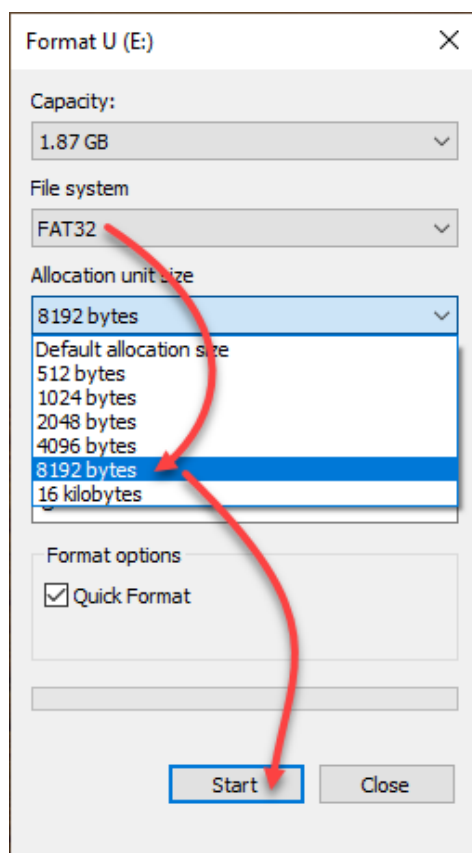 Format U (E:)
Capacity:
1.87 GB
File system
FAT32
Allocation unit size
8192 bytes
Default allocation size
512 bytes
1024 bytes
2048 bytes
4096 bytes
8192 bytes
16 kilobytes
Format options
Quick Format
Start
Close